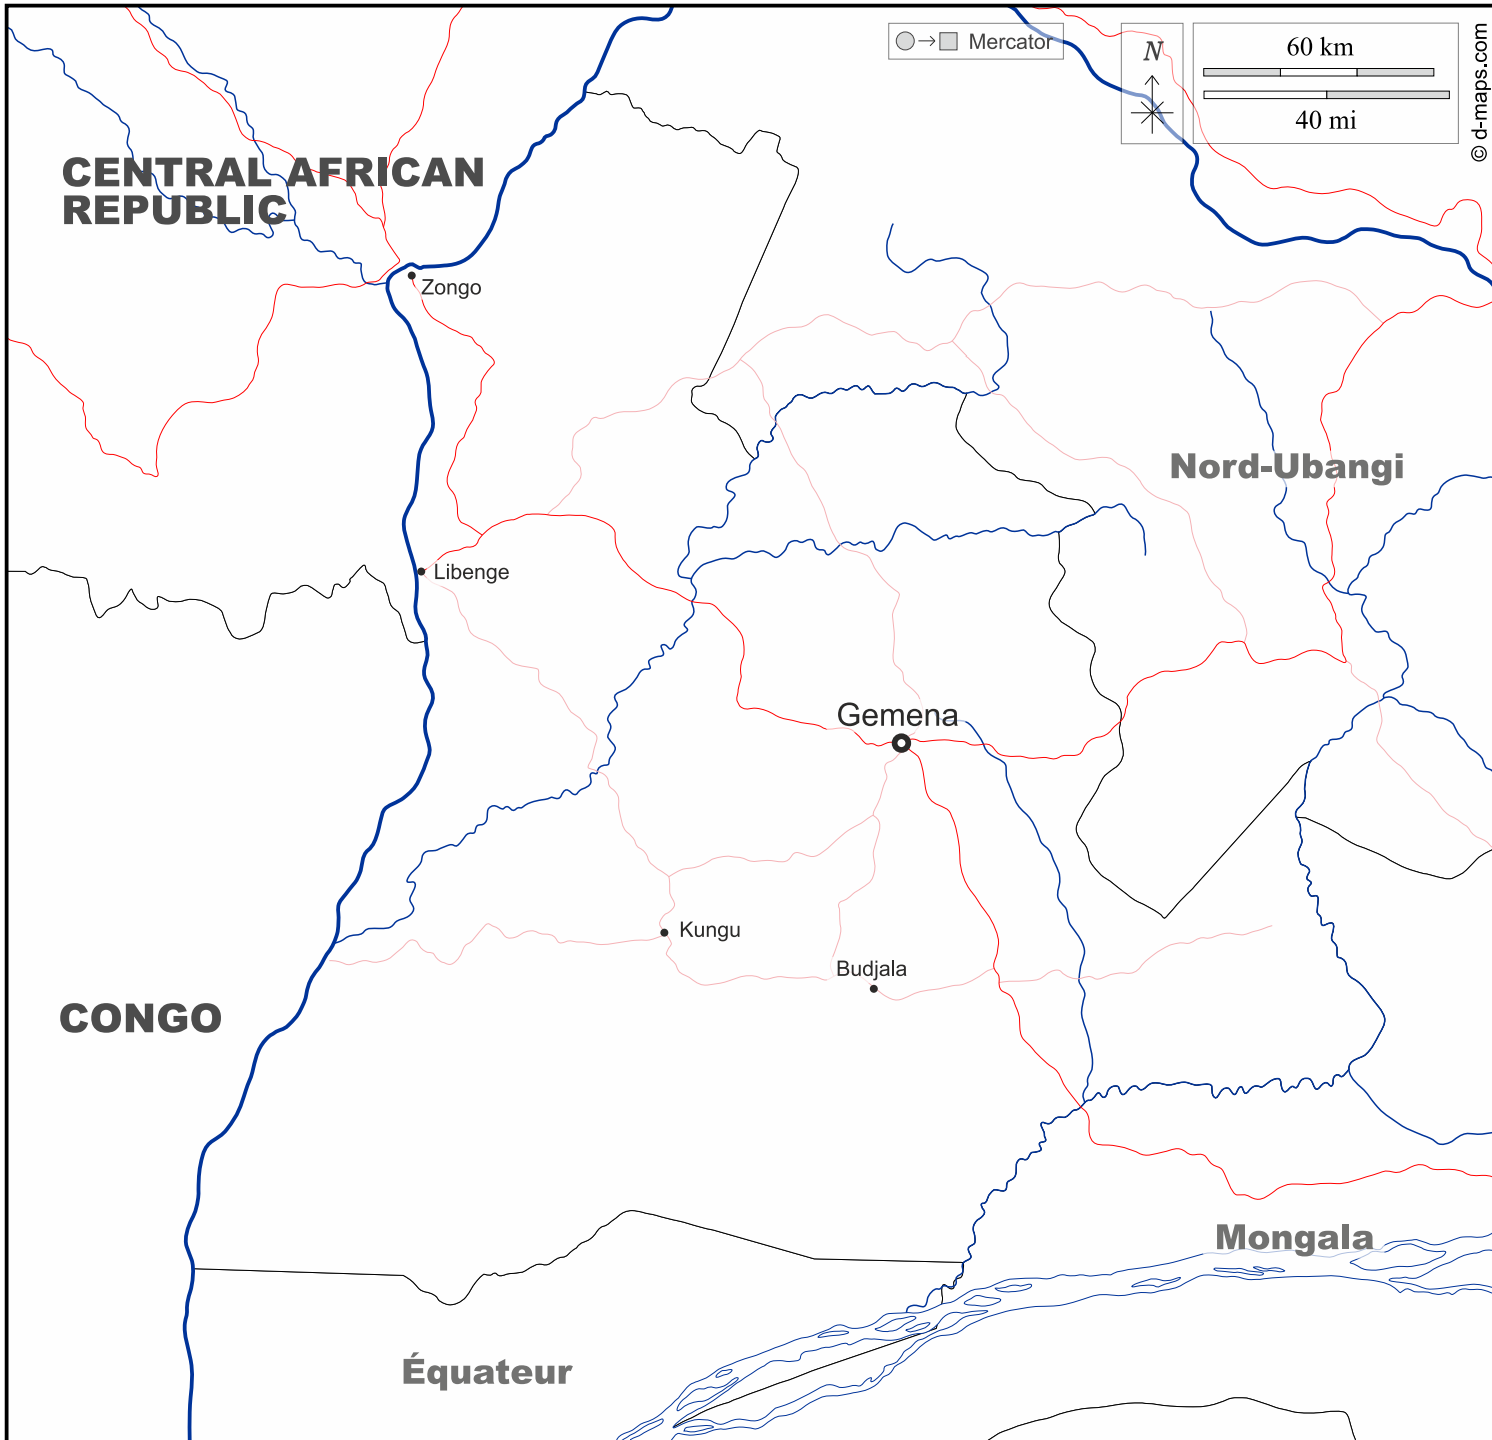 Mercator
N
60 km
40 mi
© d-maps.com
CENTRAL AFRICAN
REPUBLIC
Zongo
Nord-Ubangi
Libenge
Gemena
Kungu
Budjala
CONGO
Mongala
Équateur